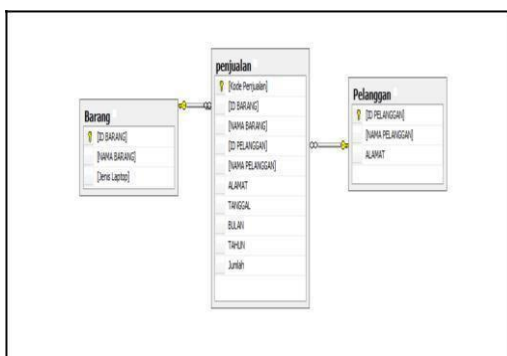 Barang
[ID BARANG]
[NAMA BARANG]
[Jenis Laptop]
penjualan
[Kode Penjualan]
[ID BARANG]
[NAMA BARANG]
[ID PELANGGAN]
[NAMA PELANGGAN]
ALAMAT
TANGGAL
BULAN
TAHUN
Jumlah
Pelanggan
[ID PELANGGAN]
[NAMA PELANGGAN]
ALAMAT